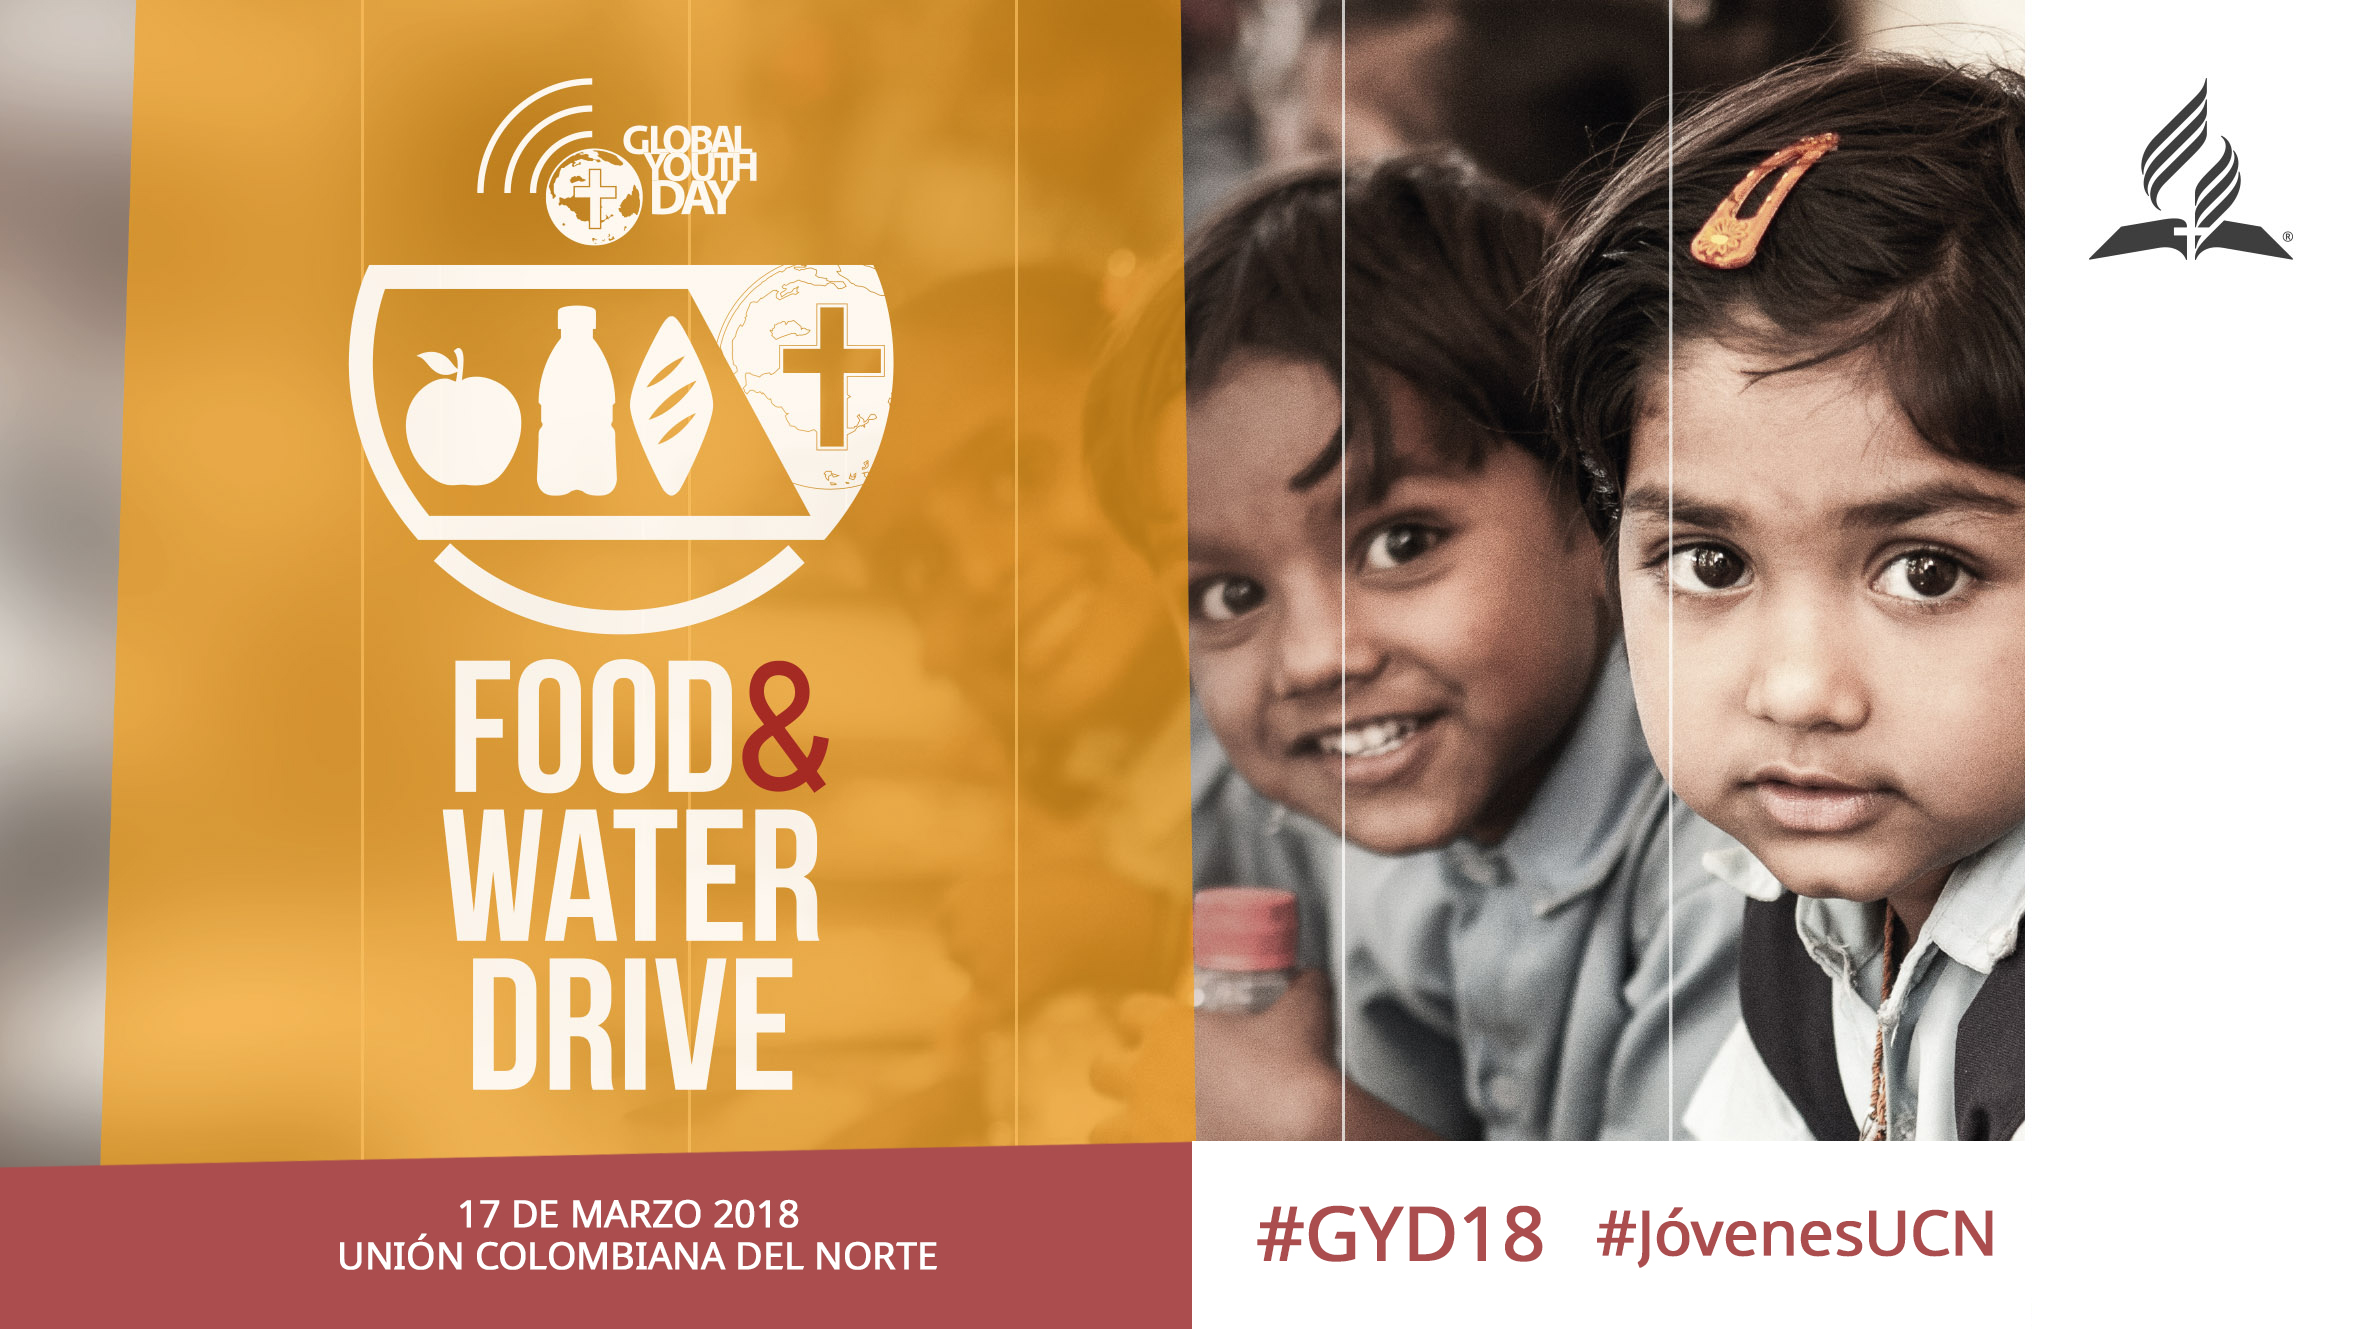 GLOBAL
YOUTH
DAY
FOOD&
WATER
DRIVE
17 DE MARZO 2018
UNIÓN COLOMBIANA DEL NORTE
#GYD18 #JóvenesUCN
®